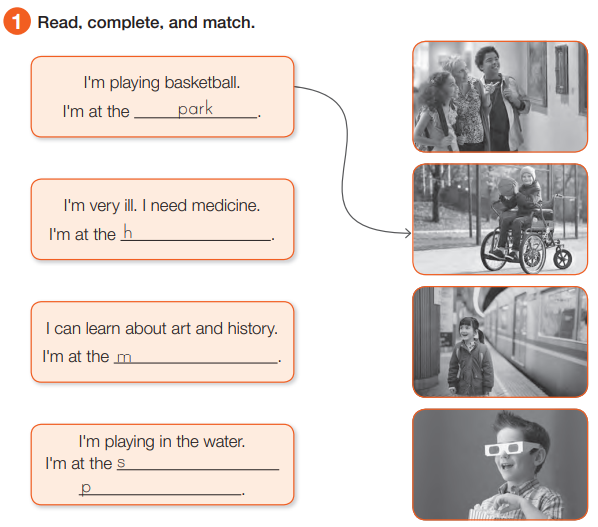 1 Read, complete, and match.
I'm playing basketball.
I'm at the park.
I'm very ill. I need medicine.
I'm at the h.
I can learn about art and history.
I'm at the m.
I'm playing in the water.
I'm at the s
p.